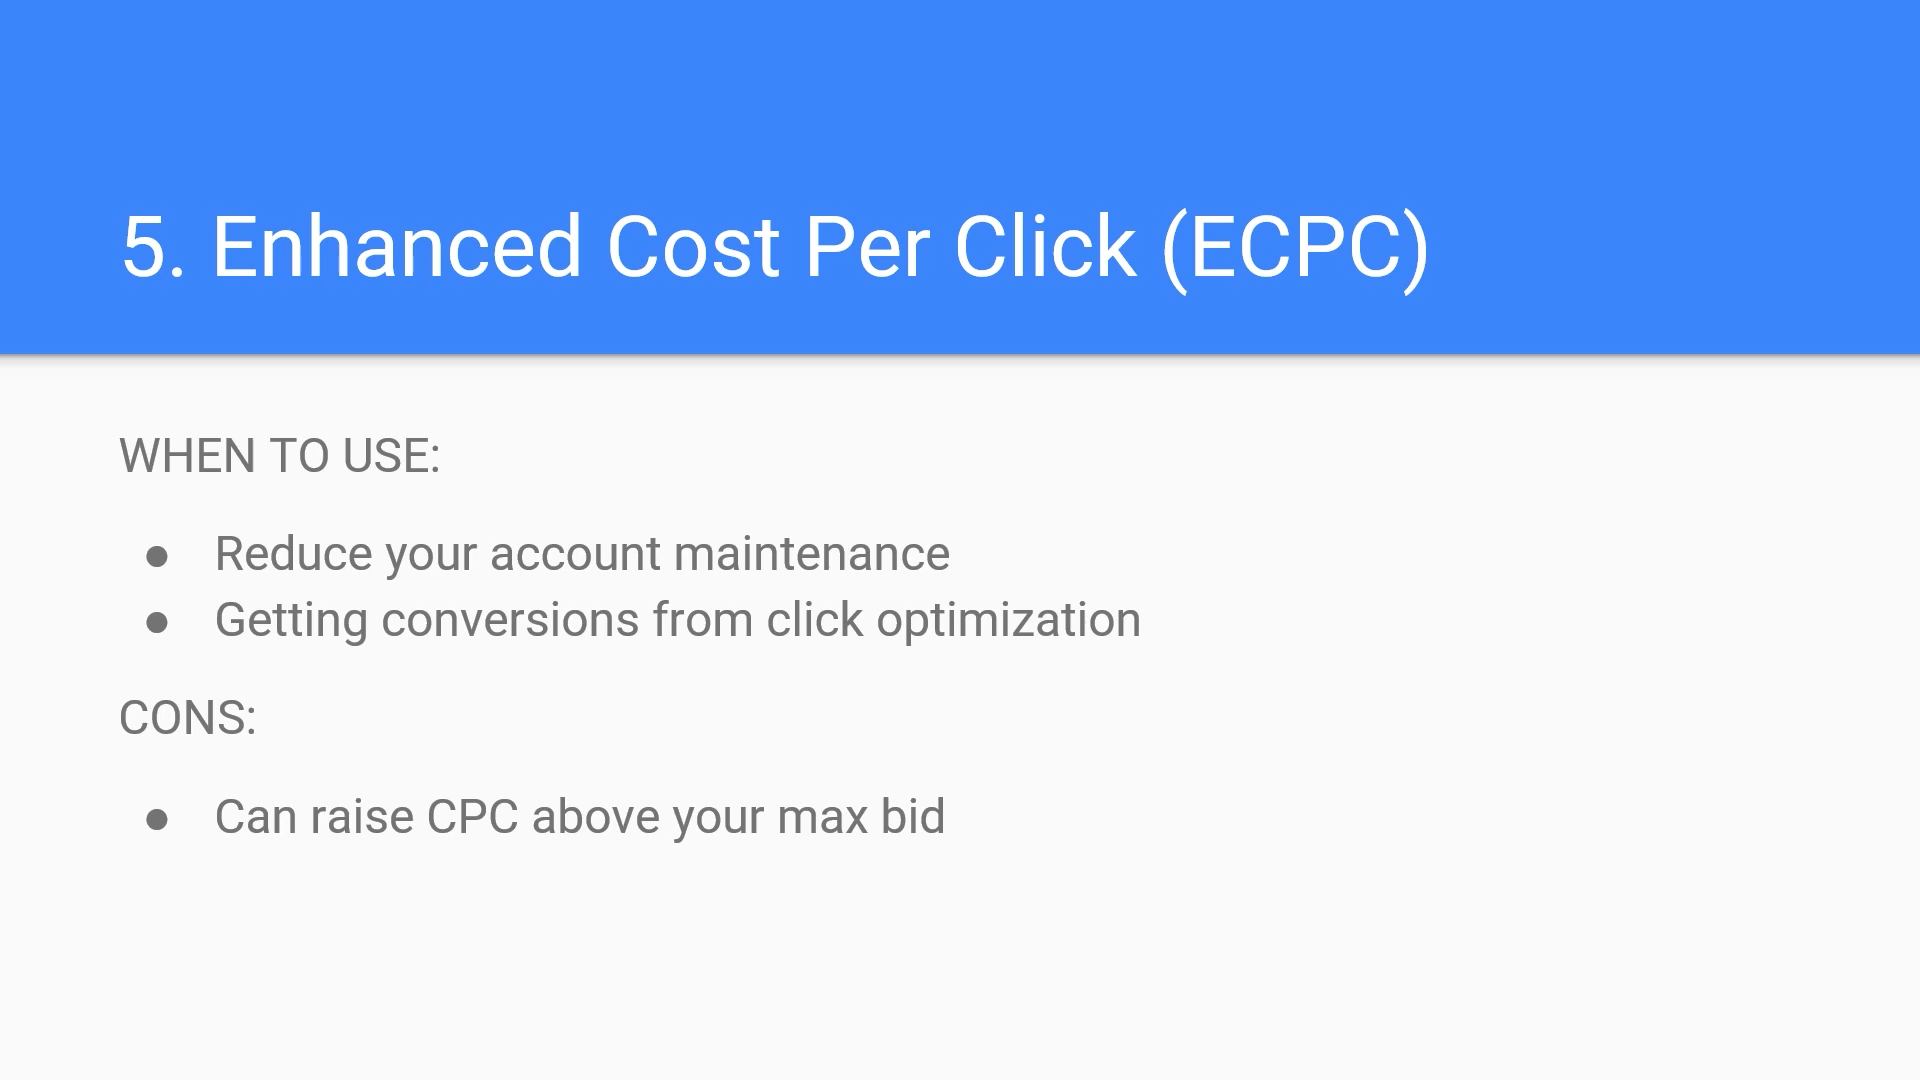 5. Enhanced Cost Per Click (ECPC)
WHEN TO USE:
● Reduce your account maintenance
● Getting conversions from click optimization
CONS:
● Can raise CPC above your max bid